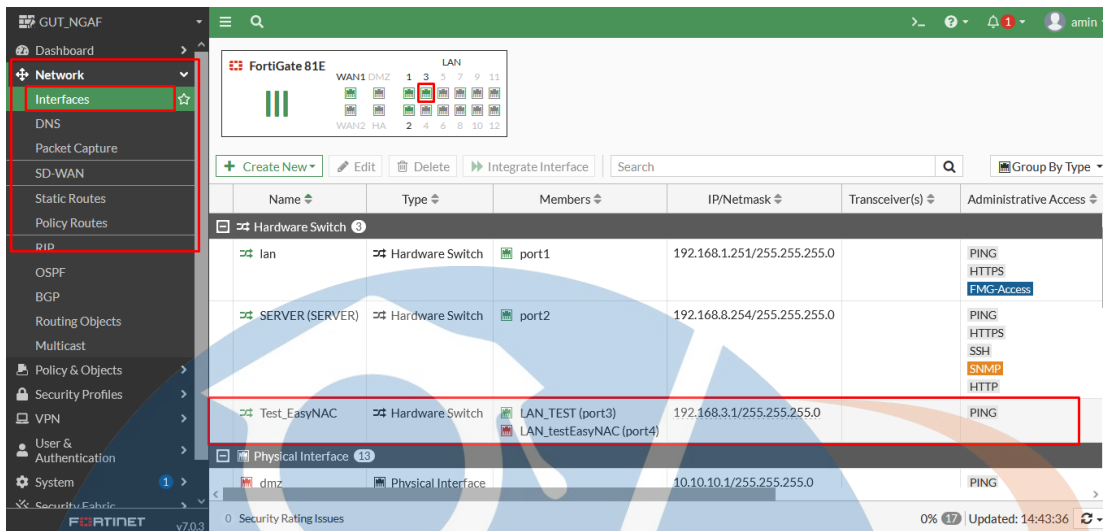 GUT_NGAF
amin
Dashboard
Network
Interfaces
DNS
Packet Capture
SD-WAN
Static Routes
Policy Routes
RIP
OSPF
BGP
Routing Objects
Multicast
Policy & Objects
Security Profiles
VPN
User &
Authentication
System 1
Security Fabric
FORTINET v7.0.3
>_ ? 1
FortiGate 81E
LAN
WAN1 DMZ 1 3 5 7 9 11
WAN2 HA 2 4 6 8 10 12
+ Create New Edit Delete Integrate Interface Search Group By Type
Name Type Members IP/Netmask Transceiver(s) Administrative Access
Hardware Switch 3
lan Hardware Switch port1 192.168.1.251/255.255.255.0 PING
HTTPS
FMG-Access
SERVER (SERVER) Hardware Switch port2 192.168.8.254/255.255.255.0 PING
HTTPS
SSH
SNMP
HTTP
Test_EasyNAC Hardware Switch LAN_TEST (port3) 192.168.3.1/255.255.255.0 PING
LAN_testEasyNAC (port4)
Physical Interface 13
dmz Physical Interface 10.10.10.1/255.255.255.0 PING
0 Security Rating Issues 0% 17 Updated: 14:43:36